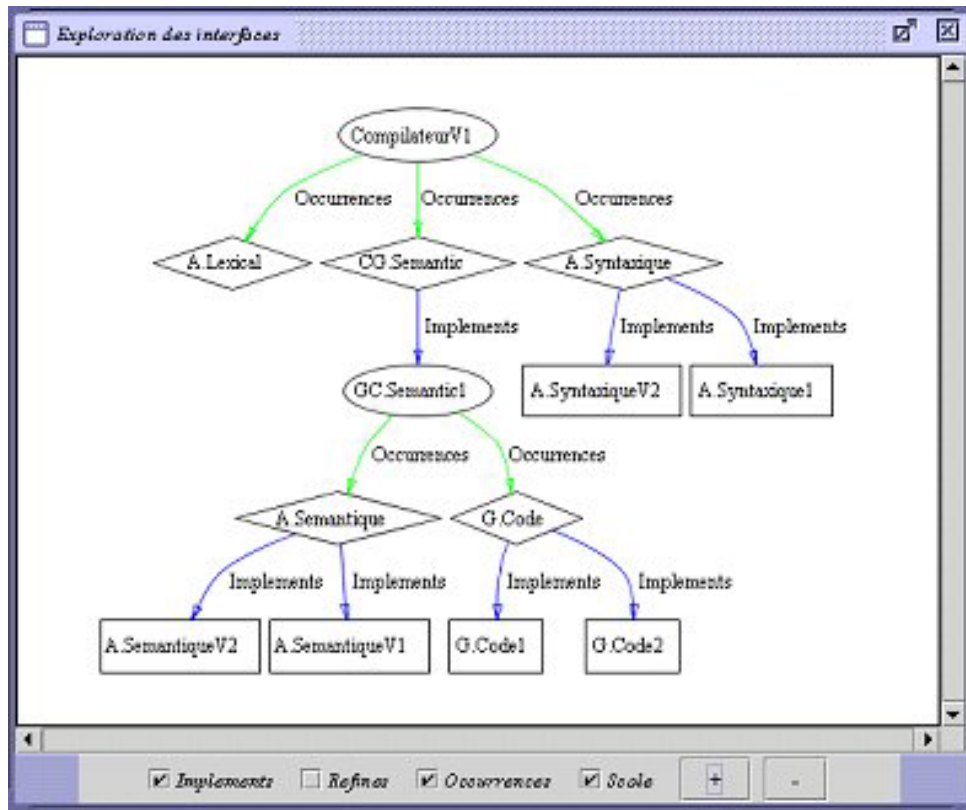 Exploration des interfaces
CompilateurV1
Occurrences Occurrences Occurrences
A.Lexical CG.Semantic A.Syntaxique
Implements Implements Implements
GC.Semantic1 A.SyntaxiqueV2 A.Syntaxique1
Occurrences Occurrences
A.Semantique G.Code
Implements Implements Implements Implements
A.SemantiqueV2 A.SemantiqueV1 G.Code1 G.Code2
Implements Refines Occurrences Scale + -